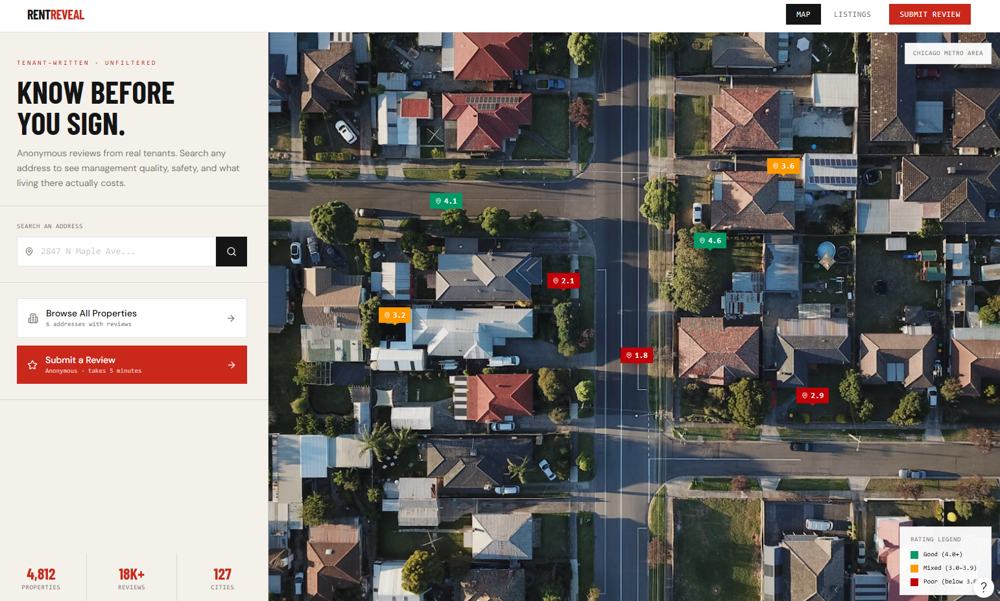 RENTREVEAL
MAP
LISTINGS
SUBMIT REVIEW
TENANT-WRITTEN · UNFILTERED
KNOW BEFORE
YOU SIGN.
Anonymous reviews from real tenants. Search any
address to see management quality, safety, and what
living there actually costs.
SEARCH AN ADDRESS
2847 N Maple Ave...
Browse All Properties
6 addresses with reviews
Submit a Review
Anonymous · takes 5 minutes
4,812
PROPERTIES
18K+
REVIEWS
127
CITIES
CHICAGO METRO AREA
3.6
4.1
4.6
2.1
3.2
1.8
2.9
RATING LEGEND
Good (4.0+)
Mixed (3.0–3.9)
Poor (below 3.
?